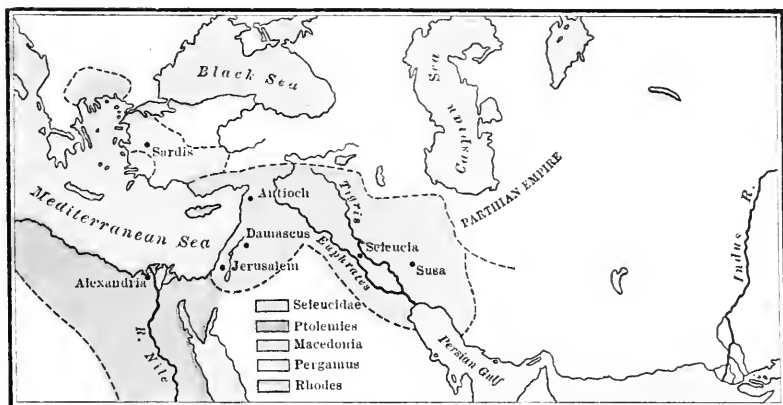 Black Sea
Caspian Sea
Sardis
PARTHIAN EMPIRE
Mediterranean Sea
Antioch
Tigris
Damascus
Seleucia
Susa
Euphrates
Jerusalem
Alexandria
Indus R.
R. Nile
Persian Gulf
Seleucidae
Ptolemies
Macedonia
Pergamus
Rhodes